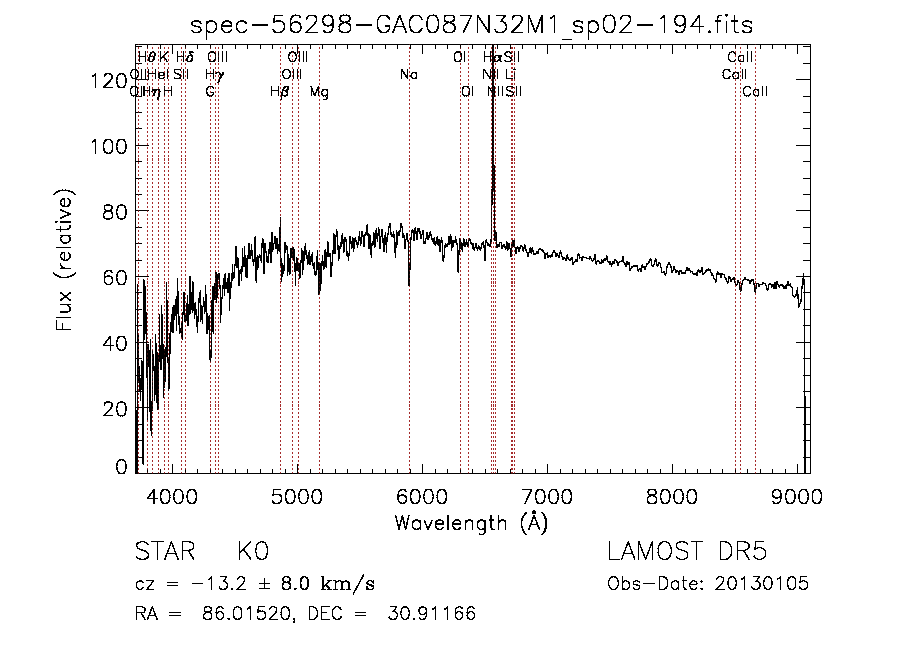 spec-56298-GAC087N32M1_sp02-194.fits
Hθ K Hδ OIII OIII OI Hα SII CaII
OII HeI SII Hγ OIII Na NII Li CaII
OII Hη H G Hβ Mg OI NII SII CaII
120
100
80
60
40
20
0
Flux (relative)
4000 5000 6000 7000 8000 9000
Wavelength (Å)
STAR K0 LAMOST DR5
cz = -13.2 ± 8.0 km/s Obs-Date: 20130105
RA = 86.01520, DEC = 30.91166